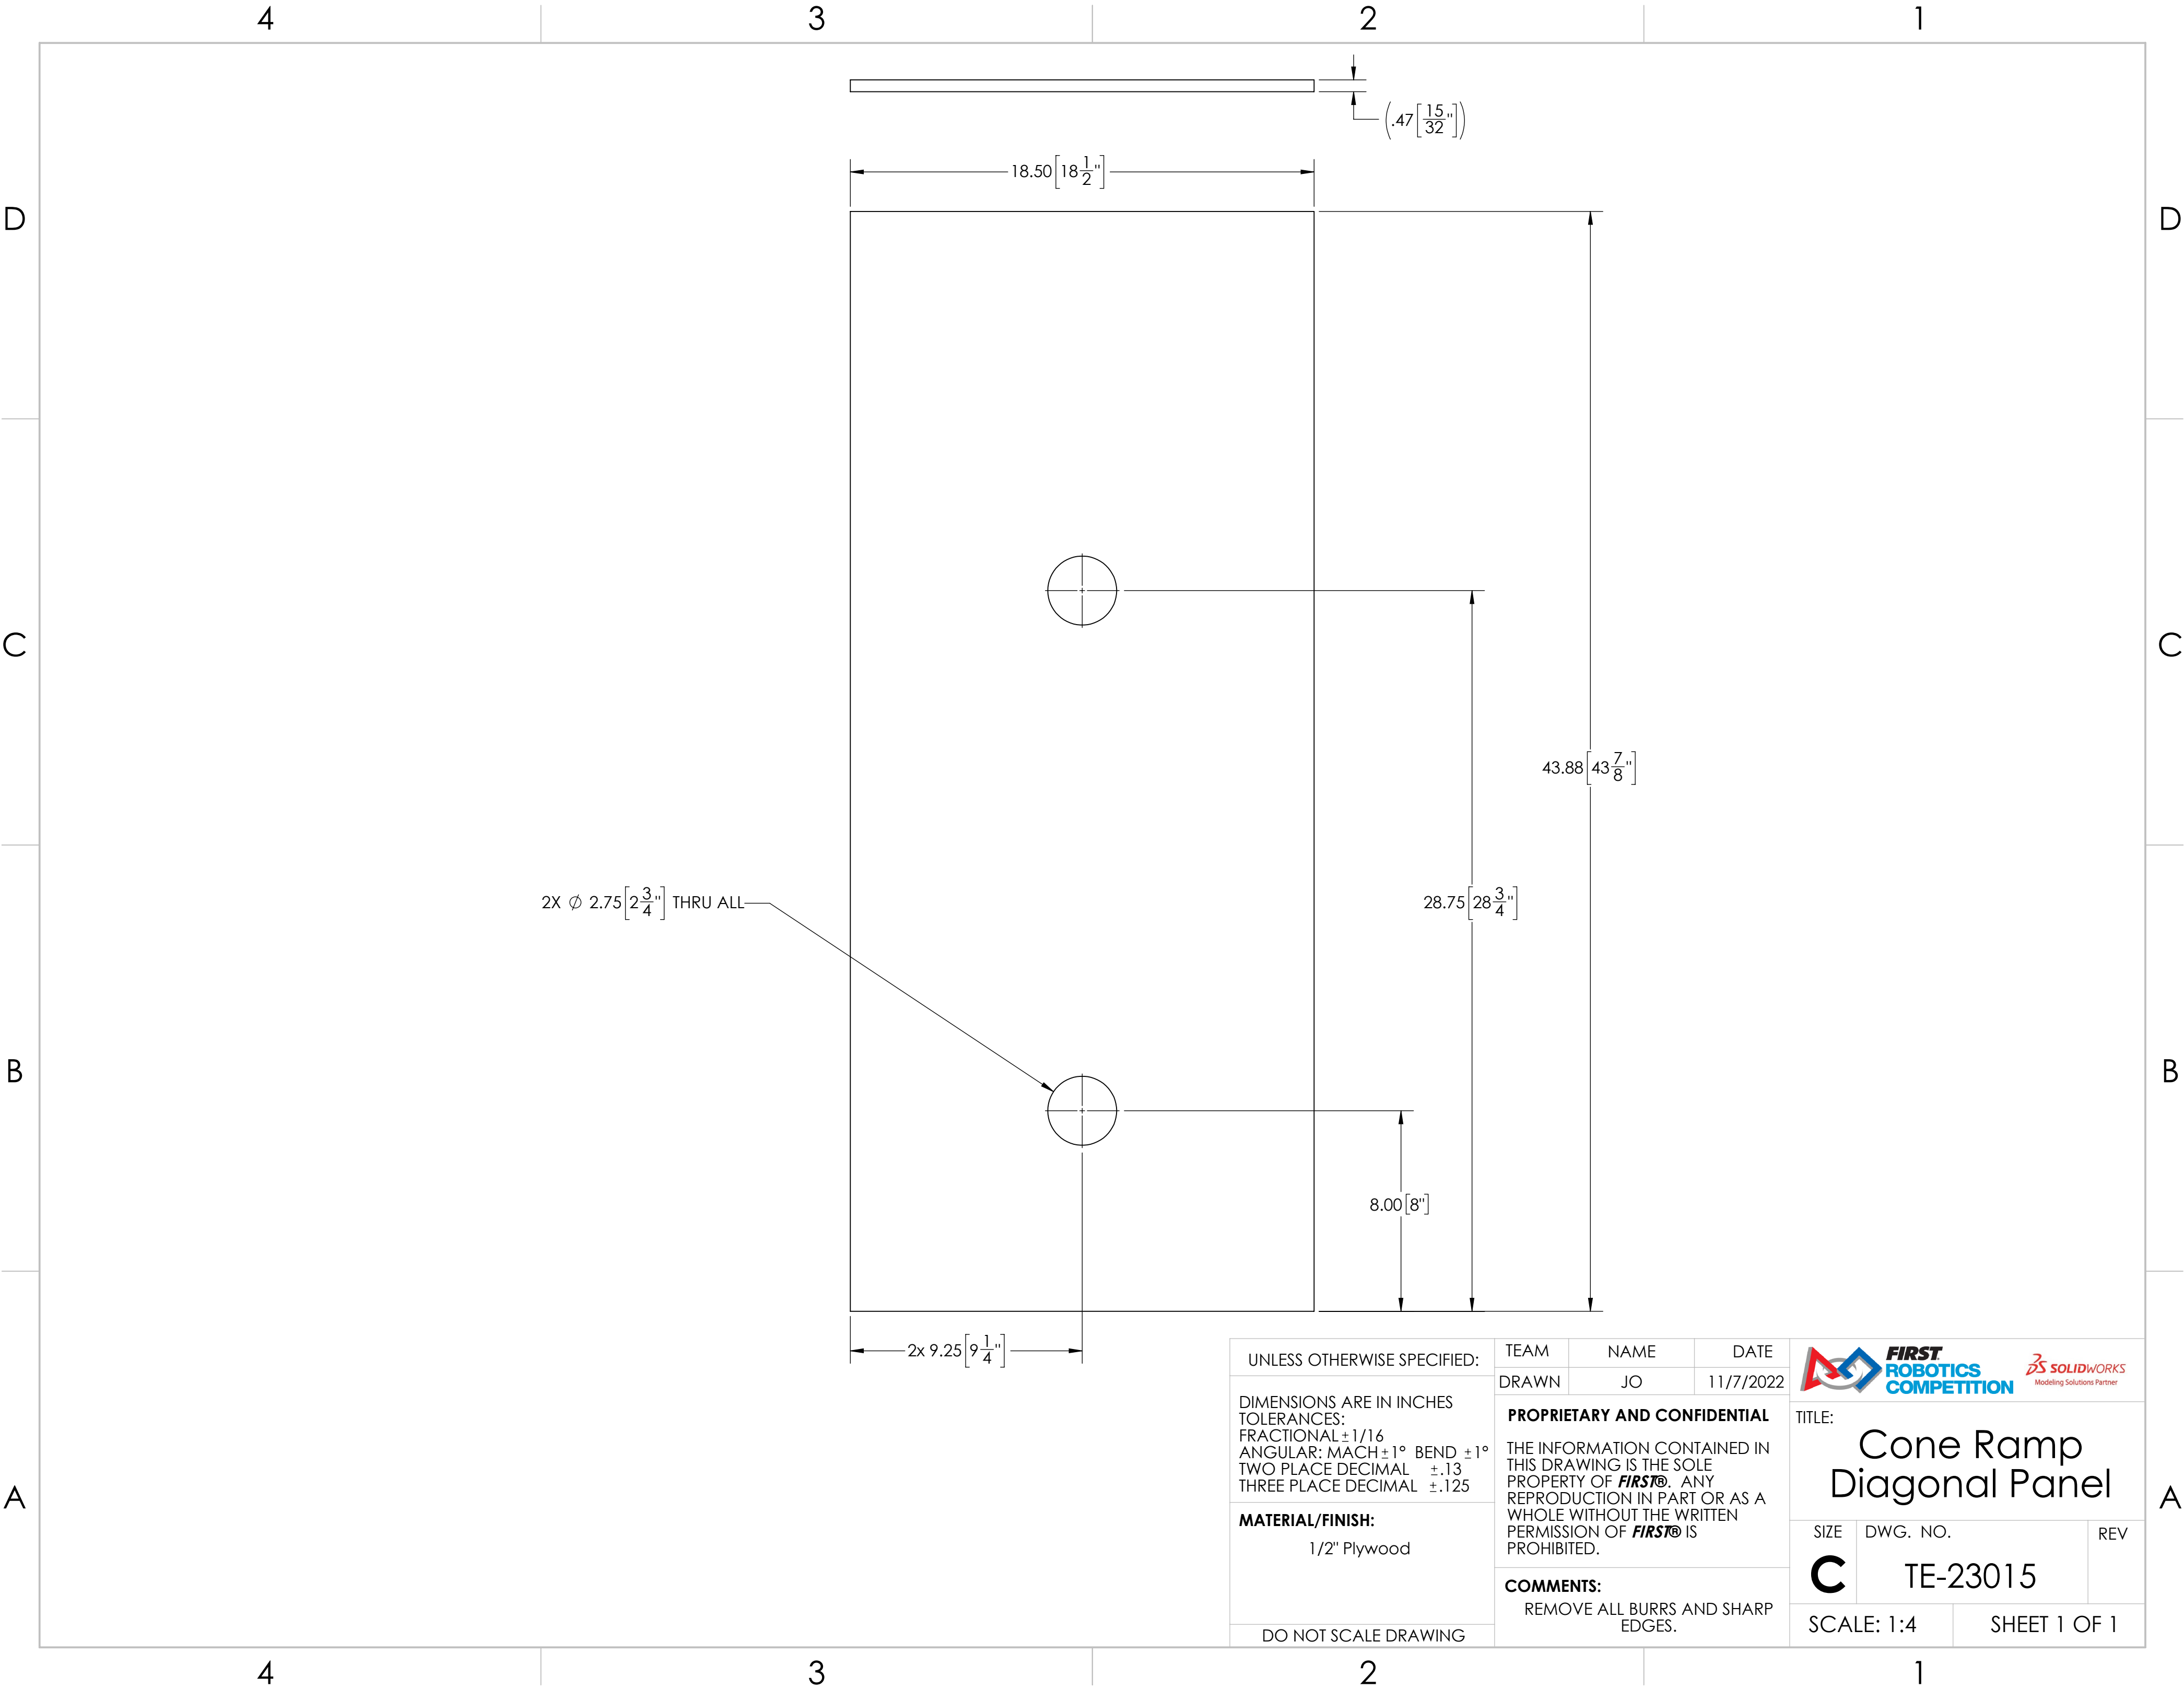 4 3 2 1
(.47[15/32"])
18.50[18 1/2"]
D D
C C
43.88[43 7/8"]
2X ⌀ 2.75[2 3/4"] THRU ALL
28.75[28 3/4"]
B B
8.00[8"]
2x 9.25[9 1/4"]
UNLESS OTHERWISE SPECIFIED:
DIMENSIONS ARE IN INCHES
TOLERANCES:
FRACTIONAL±1/16
ANGULAR: MACH±1° BEND ±1°
TWO PLACE DECIMAL ±.13
THREE PLACE DECIMAL ±.125
MATERIAL/FINISH:
1/2" Plywood
DO NOT SCALE DRAWING
TEAM NAME DATE
DRAWN JO 11/7/2022
PROPRIETARY AND CONFIDENTIAL
THE INFORMATION CONTAINED IN
THIS DRAWING IS THE SOLE
PROPERTY OF FIRST®. ANY
REPRODUCTION IN PART OR AS A
WHOLE WITHOUT THE WRITTEN
PERMISSION OF FIRST® IS
PROHIBITED.
COMMENTS:
REMOVE ALL BURRS AND SHARP
EDGES.
FIRST
ROBOTICS
COMPETITION
SOLIDWORKS
Modeling Solutions Partner
TITLE:
Cone Ramp
Diagonal Panel
SIZE DWG. NO. REV
C TE-23015
SCALE: 1:4 SHEET 1 OF 1
A A
4 3 2 1